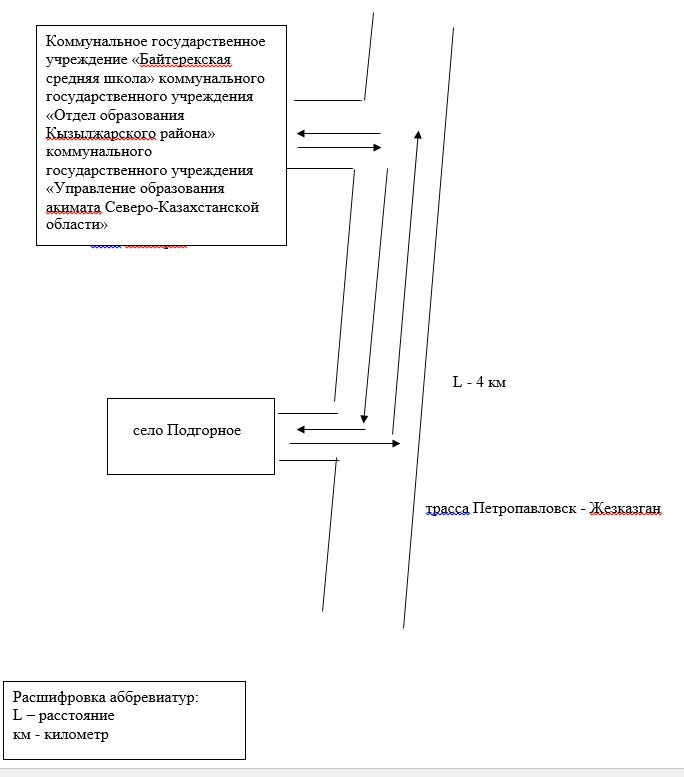 Коммунальное государственное
учреждение «Байтерекская
средняя школа» коммунального
государственного учреждения
«Отдел образования
Кызылжарского района»
коммунального
государственного учреждения
«Управление образования
акимата Северо-Казахстанской
области»
L - 4 км
село Подгорное
трасса Петропавловск - Жезказган
Расшифровка аббревиатур:
L – расстояние
км - километр